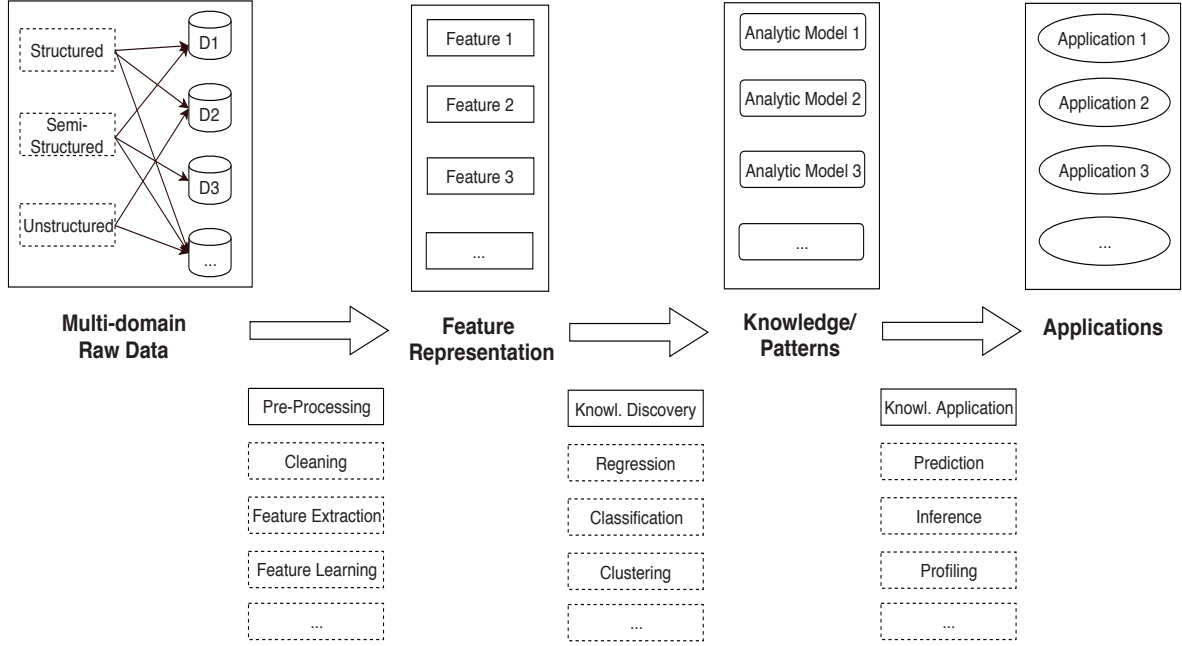 Structured
Semi-
Structured
Unstructured
D1
D2
D3
...
Feature 1
Feature 2
Feature 3
...
Analytic Model 1
Analytic Model 2
Analytic Model 3
...
Application 1
Application 2
Application 3
...
Multi-domain
Raw Data
Feature
Representation
Knowledge/
Patterns
Applications
Pre-Processing
Cleaning
Feature Extraction
Feature Learning
...
Knowl. Discovery
Regression
Classification
Clustering
...
Knowl. Application
Prediction
Inference
Profiling
...